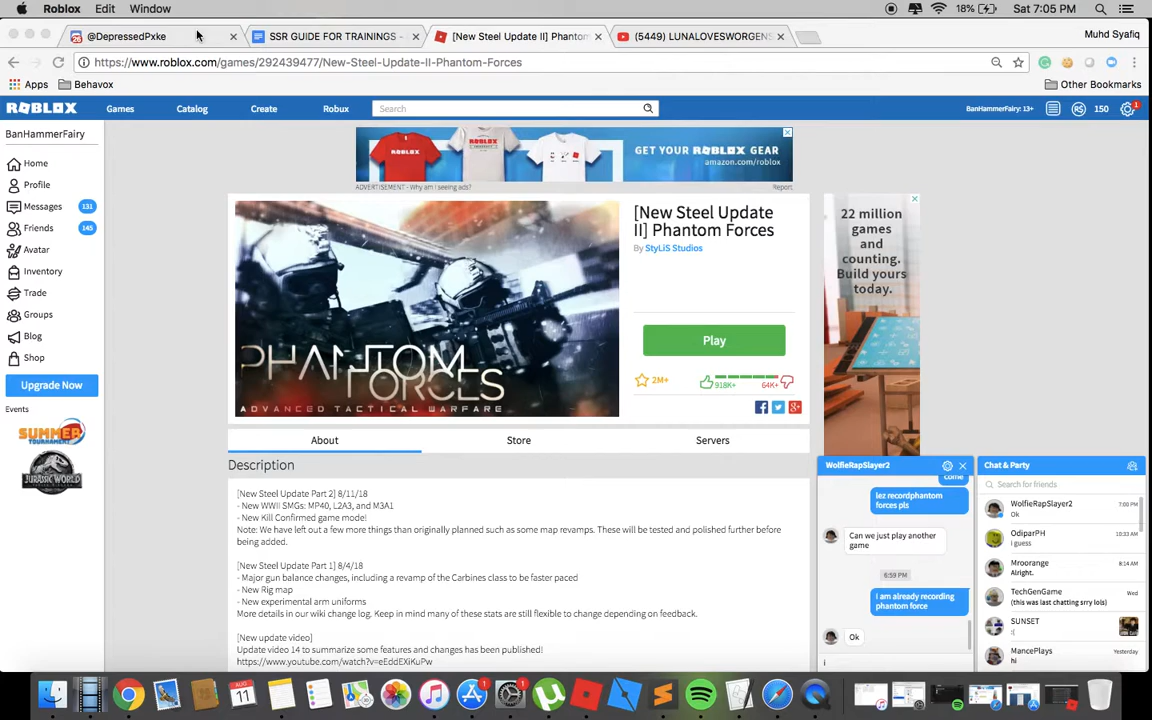 Roblox Edit Window 18% Sat 7:05 PM
@DepressedPxke SSR GUIDE FOR TRAININGS - [New Steel Update II] Phantom (5449) LUNALOVESWORGENS Muhd Syafiq
https://www.roblox.com/games/292439477/New-Steel-Update-II-Phantom-Forces
Apps Behavox Other Bookmarks
ROBLOX Games Catalog Create Robux Search BanHammerFairy: 13+ R$ 150 1
BanHammerFairy
Home
Profile
Messages 131
Friends 145
Avatar
Inventory
Trade
Groups
Blog
Shop
Upgrade Now
Events
SUMMER
TOURNAMENT
JURASSIC WORLD
ROBLOX
GET YOUR ROBLOX GEAR
amazon.com/roblox
ADVERTISEMENT - Why am I seeing ads? Report
PHANTOM
FORCES
ADVANCED TACTICAL WARFARE
[New Steel Update
II] Phantom Forces
By StyLiS Studios
Play
2M+ 918K+ 64K+
22 million
games
and
counting.
Build yours
today.
About Store Servers
Description
[New Steel Update Part 2] 8/11/18
- New WWII SMGs: MP40, L2A3, and M3A1
- New Kill Confirmed game mode!
Note: We have left out a few more things than originally planned such as some map revamps. These will be tested and polished further before
being added.
[New Steel Update Part 1] 8/4/18
- Major gun balance changes, including a revamp of the Carbines class to be faster paced
- New Rig map
- New experimental arm uniforms
More details in our wiki change log. Keep in mind many of these stats are still flexible to change depending on feedback.
[New update video]
Update video 14 to summarize some features and changes has been published!
https://www.youtube.com/watch?v=eEddEXiKuPw
WolfieRapSlayer2
come
lez recordphantom
forces pls
Can we just play another
game
6:59 PM
I am already recording
phantom force
Ok
i
Chat & Party
Search for friends
WolfieRapSlayer2 7:00 PM
Ok
OdiparPH 10:33 AM
i guess
Mroorange 8:14 AM
Alright.
TechGenGame Wed
(this was last chatting srry lols)
SUNSET
:(
MancePlays Yesterday
hi
11
1
1